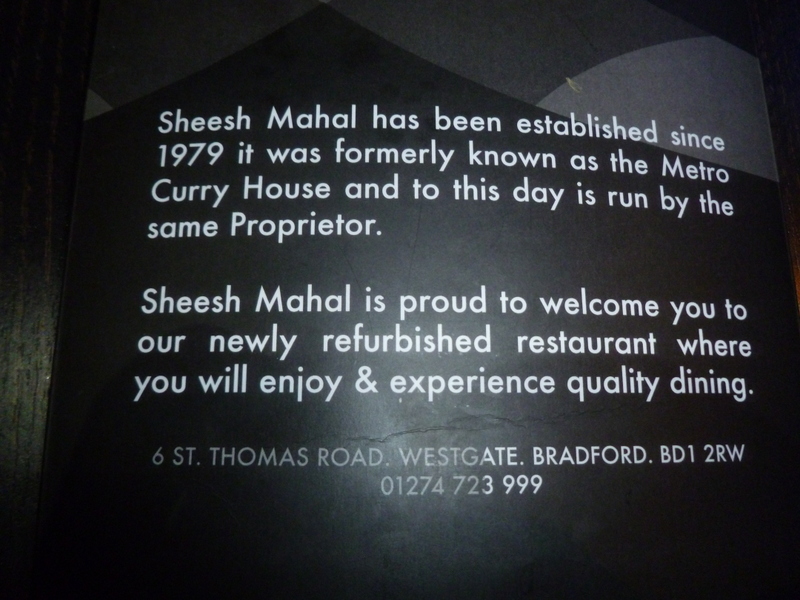 Sheesh Mahal has been established since
1979 it was formerly known as the Metro
Curry House and to this day is run by the
same Proprietor.
Sheesh Mahal is proud to welcome you to
our newly refurbished restaurant where
you will enjoy & experience quality dining.
6 ST. THOMAS ROAD. WESTGATE. BRADFORD. BD1 2RW
01274 723 999